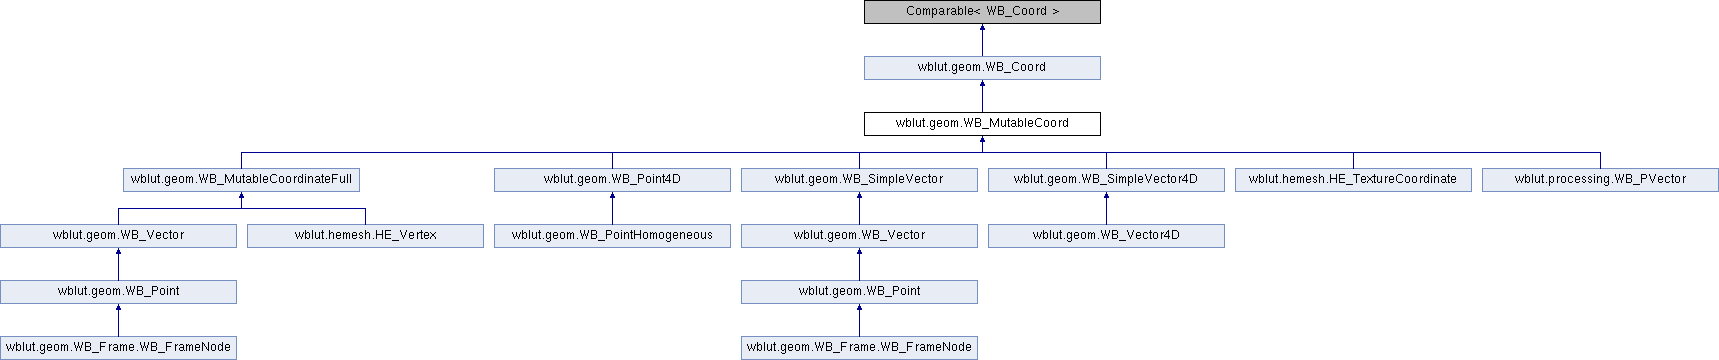 Comparable< WB_Coord >
wblut.geom.WB_Coord
wblut.geom.WB_MutableCoord
wblut.geom.WB_MutableCoordinateFull
wblut.geom.WB_Point4D
wblut.geom.WB_SimpleVector
wblut.geom.WB_SimpleVector4D
wblut.hemesh.HE_TextureCoordinate
wblut.processing.WB_PVector
wblut.geom.WB_Vector
wblut.hemesh.HE_Vertex
wblut.geom.WB_PointHomogeneous
wblut.geom.WB_Vector
wblut.geom.WB_Vector4D
wblut.geom.WB_Point
wblut.geom.WB_Point
wblut.geom.WB_Frame.WB_FrameNode
wblut.geom.WB_Frame.WB_FrameNode